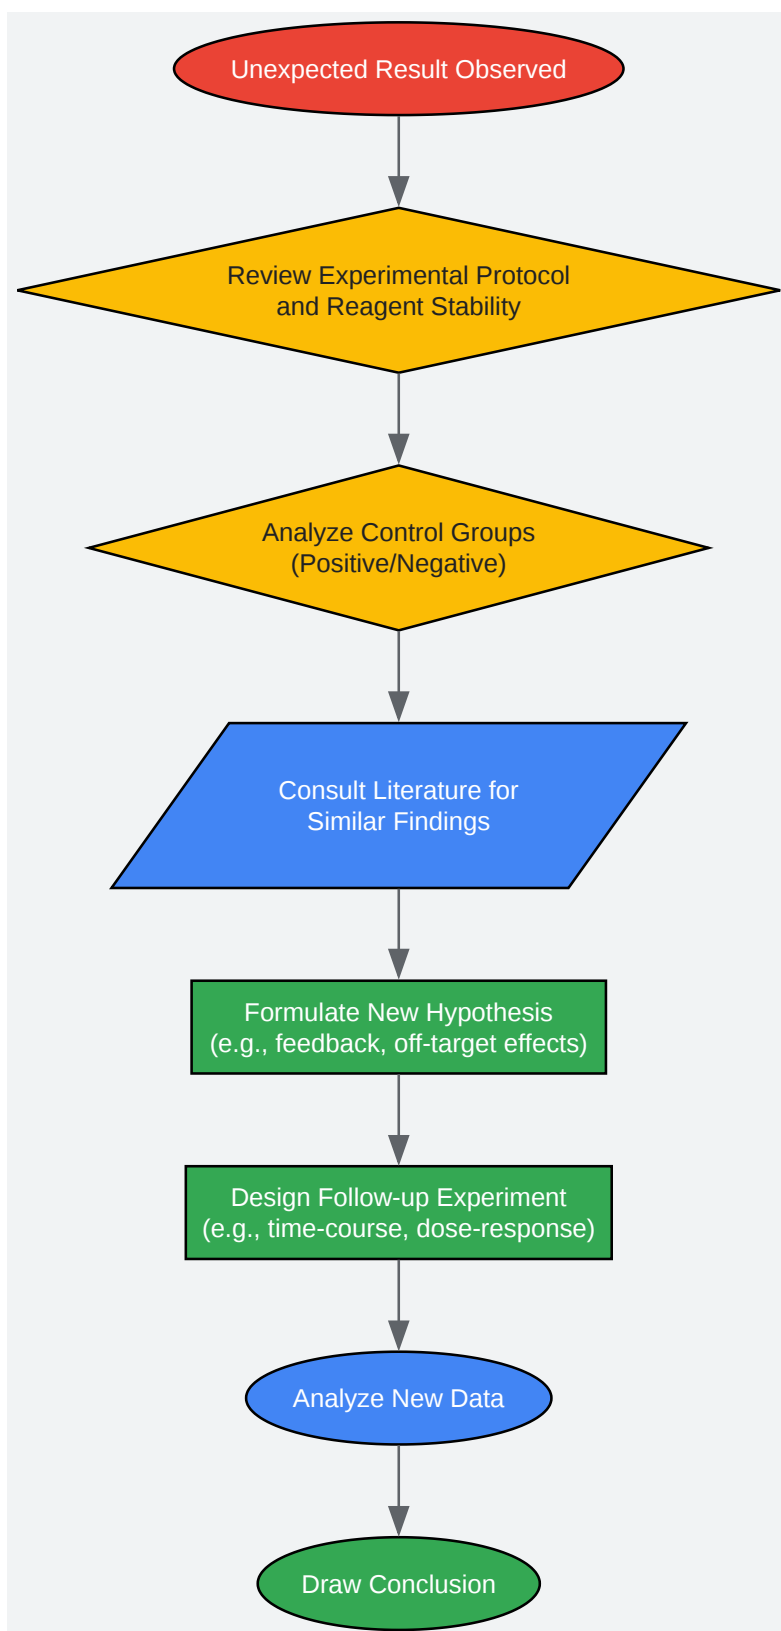 Unexpected Result Observed
Review Experimental Protocol
and Reagent Stability
Analyze Control Groups
(Positive/Negative)
Consult Literature for
Similar Findings
Formulate New Hypothesis
(e.g., feedback, off-target effects)
Design Follow-up Experiment
(e.g., time-course, dose-response)
Analyze New Data
Draw Conclusion